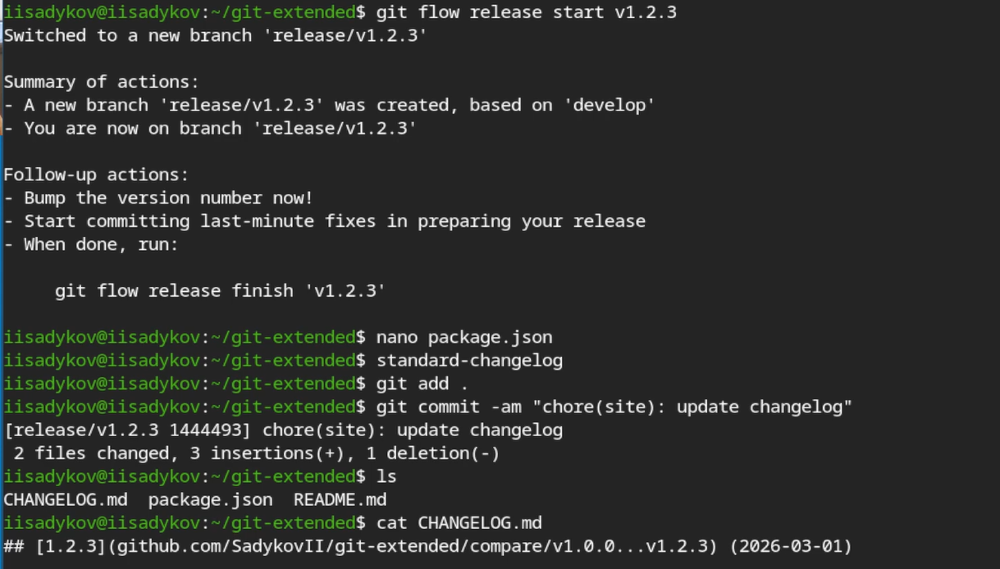 iisadykov@iisadykov:~/git-extended$ git flow release start v1.2.3
Switched to a new branch 'release/v1.2.3'
Summary of actions:
- A new branch 'release/v1.2.3' was created, based on 'develop'
- You are now on branch 'release/v1.2.3'
Follow-up actions:
- Bump the version number now!
- Start committing last-minute fixes in preparing your release
- When done, run:
git flow release finish 'v1.2.3'
iisadykov@iisadykov:~/git-extended$ nano package.json
iisadykov@iisadykov:~/git-extended$ standard-changelog
iisadykov@iisadykov:~/git-extended$ git add .
iisadykov@iisadykov:~/git-extended$ git commit -am "chore(site): update changelog"
[release/v1.2.3 1444493] chore(site): update changelog
2 files changed, 3 insertions(+), 1 deletion(-)
iisadykov@iisadykov:~/git-extended$ ls
CHANGELOG.md  package.json  README.md
iisadykov@iisadykov:~/git-extended$ cat CHANGELOG.md
## [1.2.3](github.com/SadykovII/git-extended/compare/v1.0.0...v1.2.3) (2026-03-01)